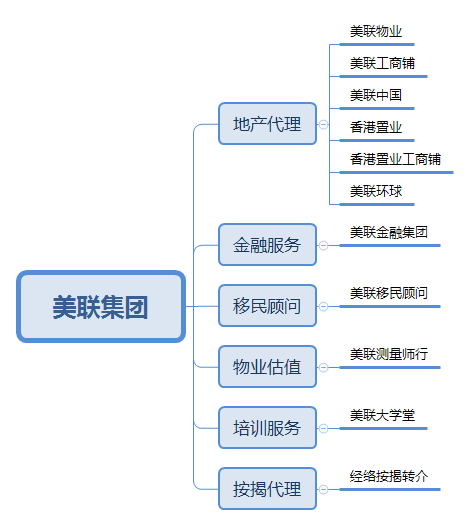 美联集团
地产代理
美联物业
美联工商铺
美联中国
香港置业
香港置业工商铺
美联环球
金融服务
美联金融集团
移民顾问
美联移民顾问
物业估值
美联测量师行
培训服务
美联大学堂
按揭代理
经络按揭转介